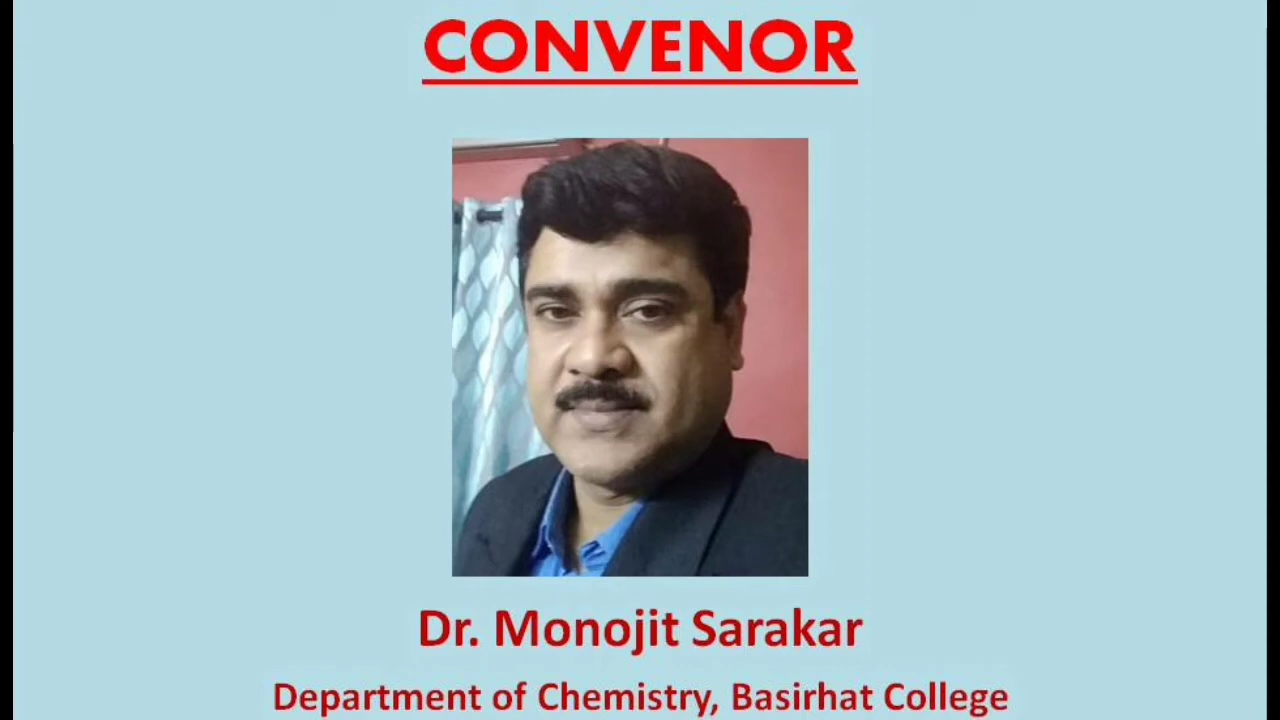 CONVENOR
Dr. Monojit Sarakar
Department of Chemistry, Basirhat College